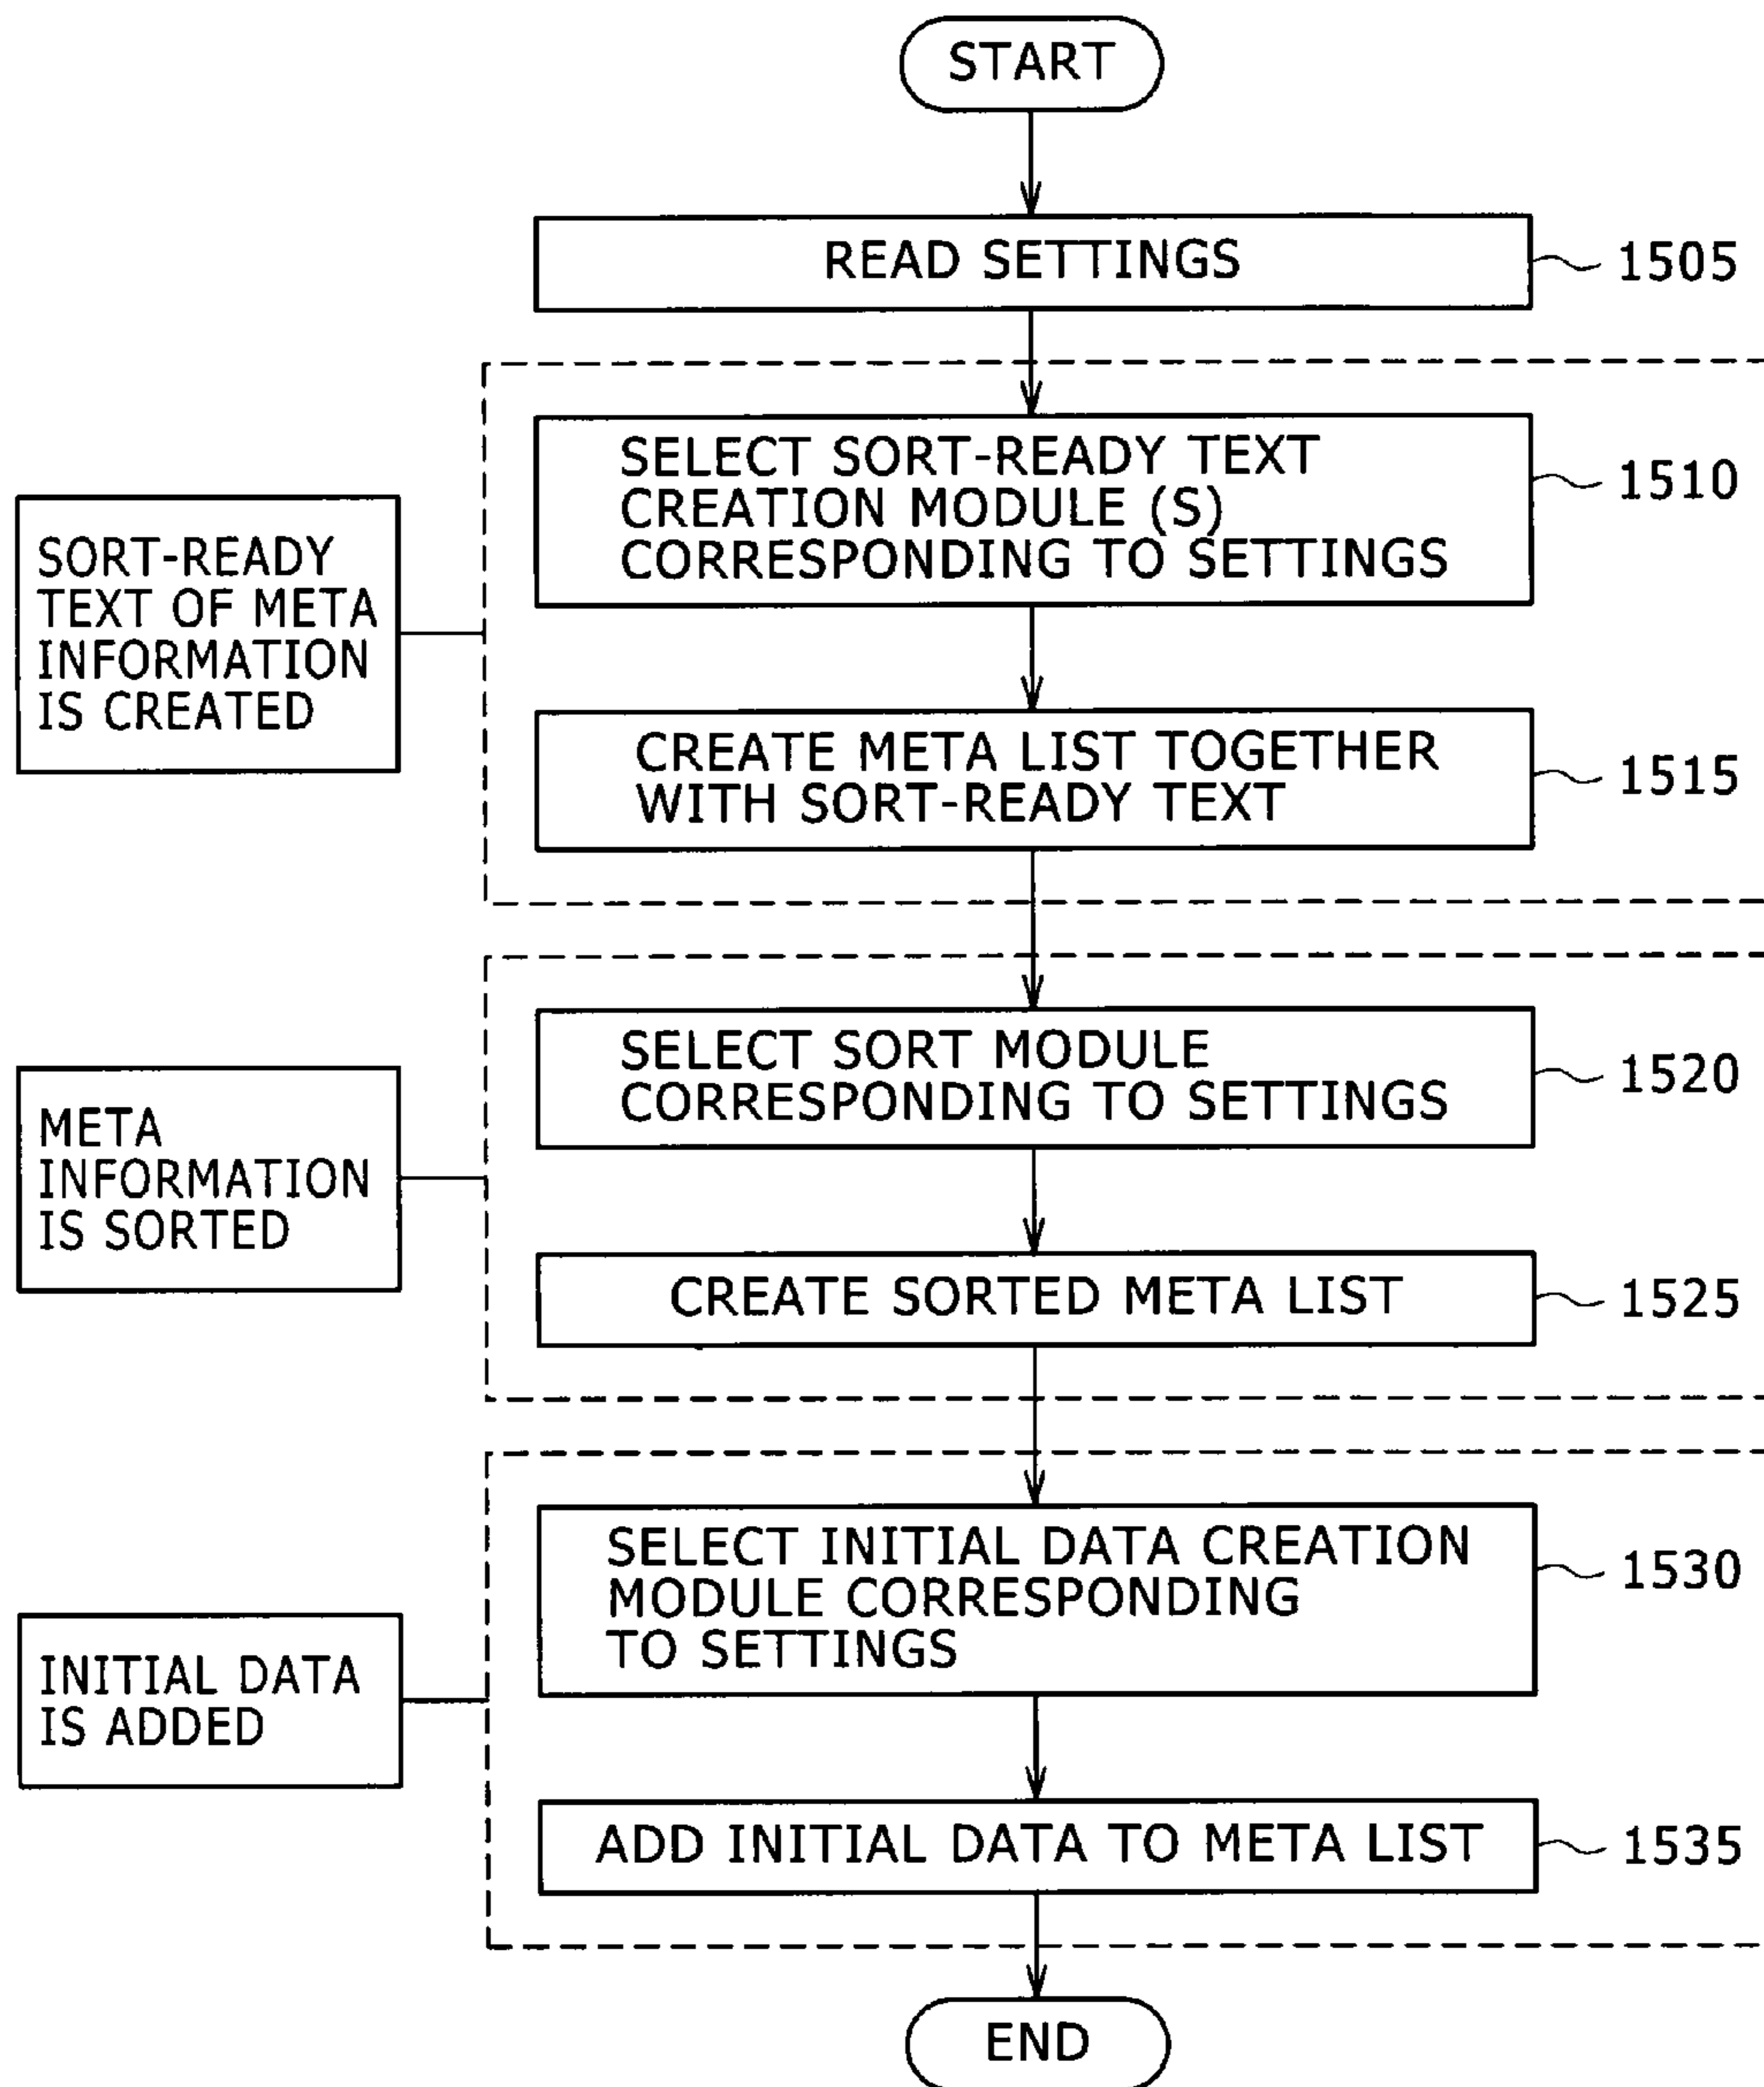 START
READ SETTINGS
1505
SELECT SORT-READY TEXT
CREATION MODULE (S)
CORRESPONDING TO SETTINGS
1510
SORT-READY
TEXT OF META
INFORMATION
IS CREATED
CREATE META LIST TOGETHER
WITH SORT-READY TEXT
1515
SELECT SORT MODULE
CORRESPONDING TO SETTINGS
1520
META
INFORMATION
IS SORTED
CREATE SORTED META LIST
1525
SELECT INITIAL DATA CREATION
MODULE CORRESPONDING
TO SETTINGS
1530
INITIAL DATA
IS ADDED
ADD INITIAL DATA TO META LIST
1535
END